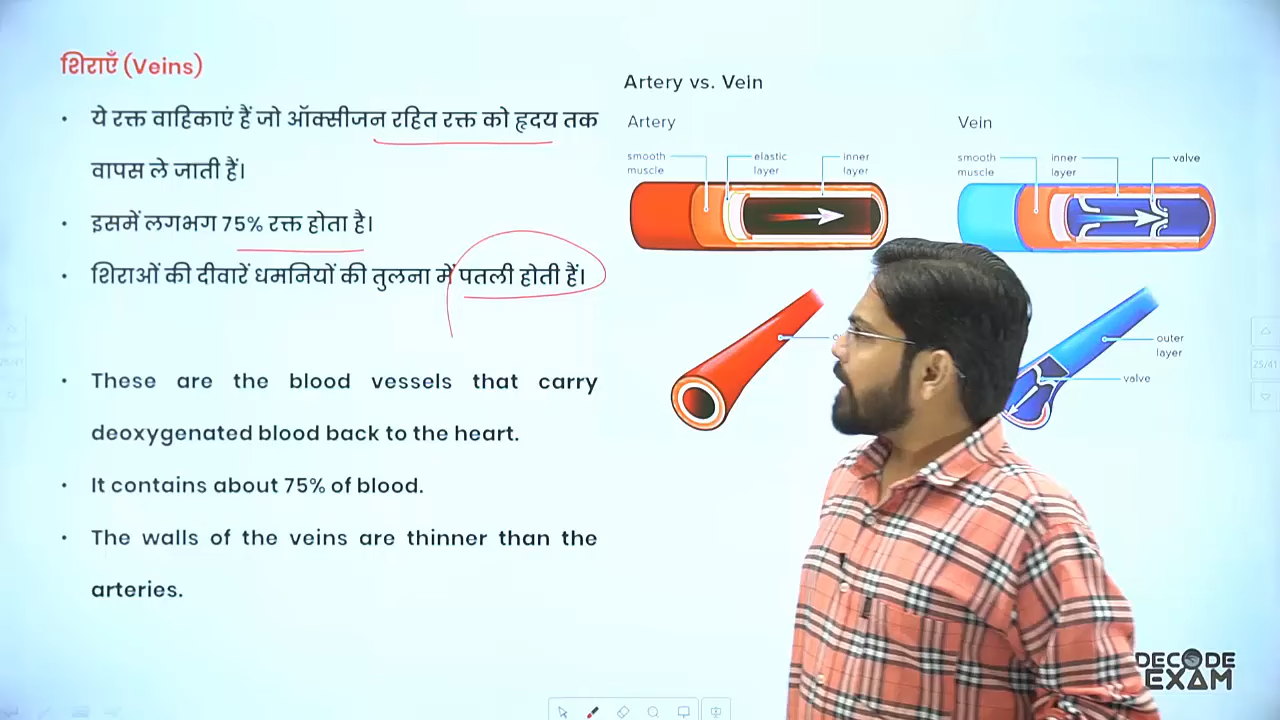 शिराएँ (Veins)
• ये रक्त वाहिकाएं हैं जो ऑक्सीजन रहित रक्त को हृदय तक
वापस ले जाती हैं।
• इसमें लगभग 75% रक्त होता है।
• शिराओं की दीवारें धमनियों की तुलना में पतली होती हैं।
• These are the blood vessels that carry
deoxygenated blood back to the heart.
• It contains about 75% of blood.
• The walls of the veins are thinner than the
arteries.
Artery vs. Vein
Artery
smooth
muscle
elastic
layer
inner
layer
Vein
smooth
muscle
inner
layer
valve
outer
layer
valve
25/41
DECODE
EXAM